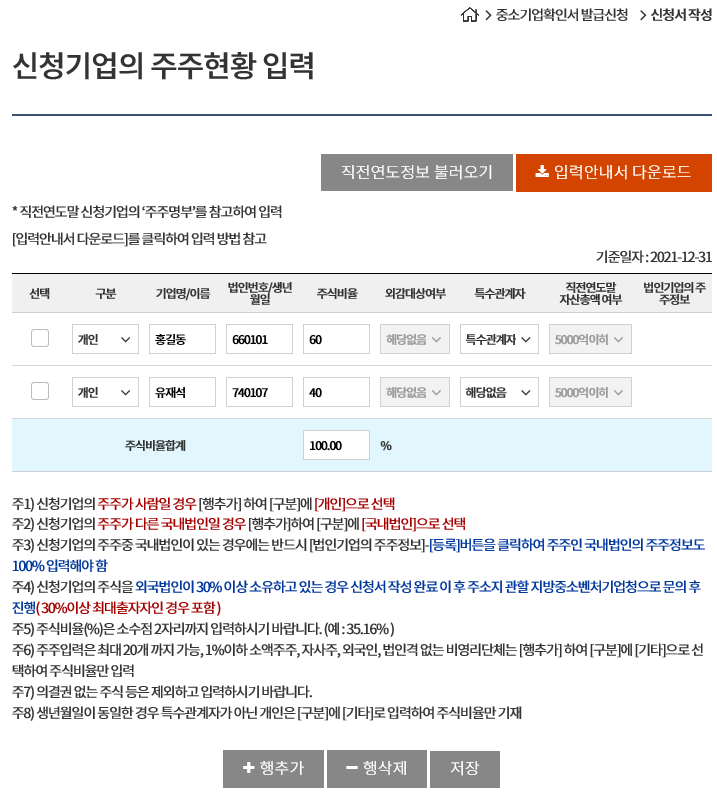 중소기업확인서 발급신청 > 신청서 작성
신청기업의 주주현황 입력
직전연도정보 불러오기 입력안내서 다운로드
* 직전연도말 신청기업의 ‘주주명부’를 참고하여 입력
[입력안내서 다운로드]를 클릭하여 입력 방법 참고
기준일자 : 2021-12-31
선택 구분 기업명/이름 법인번호/생년월일 주식비율 외감대상여부 특수관계자 직전연도말 자산총액 여부 법인기업의 주주정보
개인 홍길동 660101 60 해당없음 특수관계자 5000억이하
개인 유재석 740107 40 해당없음 해당없음 5000억이하
주식비율합계 100.00 %
주1) 신청기업의 주주가 사람일 경우 [행추가] 하여 [구분]에 [개인]으로 선택
주2) 신청기업의 주주가 다른 국내법인일 경우 [행추가]하여 [구분]에 [국내법인]으로 선택
주3) 신청기업의 주주중 국내법인이 있는 경우에는 반드시 [법인기업의 주주정보]-[등록]버튼을 클릭하여 주주인 국내법인의 주주정보도
100% 입력해야 함
주4) 신청기업의 주식을 외국법인이 30% 이상 소유하고 있는 경우 신청서 작성 완료 이 후 주소지 관할 지방중소벤처기업청으로 문의 후
진행( 30%이상 최대출자자인 경우 포함 )
주5) 주식비율(%)은 소수점 2자리까지 입력하시기 바랍니다. (예 : 35.16% )
주6) 주주입력은 최대 20개 까지 가능, 1%이하 소액주주, 자사주, 외국인, 법인격 없는 비영리단체는 [행추가] 하여 [구분]에 [기타]으로 선
택하여 주식비율만 입력
주7) 의결권 없는 주식 등은 제외하고 입력하시기 바랍니다.
주8) 생년월일이 동일한 경우 특수관계자가 아닌 개인은 [구분]에 [기타]로 입력하여 주식비율만 기재
행추가 행삭제 저장